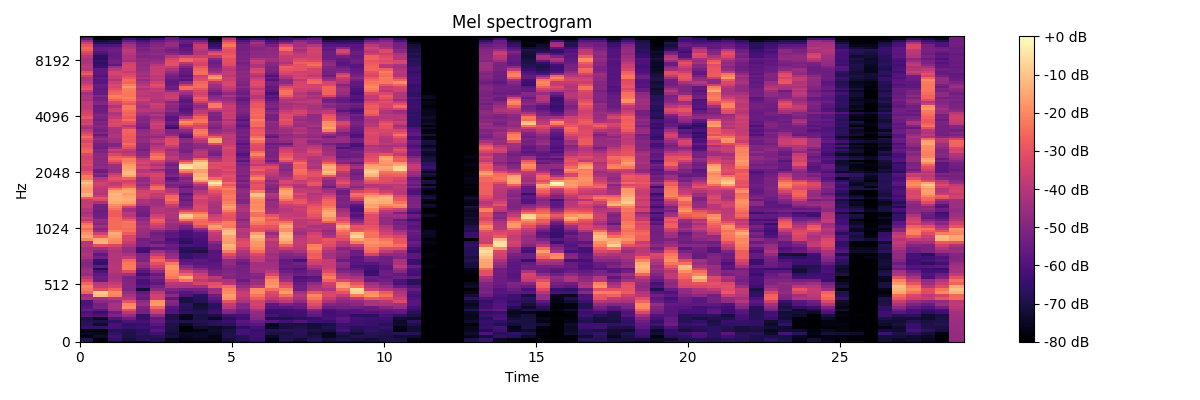 Mel spectrogram
8192
4096
2048
1024
512
0
Hz
0 5 10 15 20 25
Time
+0 dB
-10 dB
-20 dB
-30 dB
-40 dB
-50 dB
-60 dB
-70 dB
-80 dB